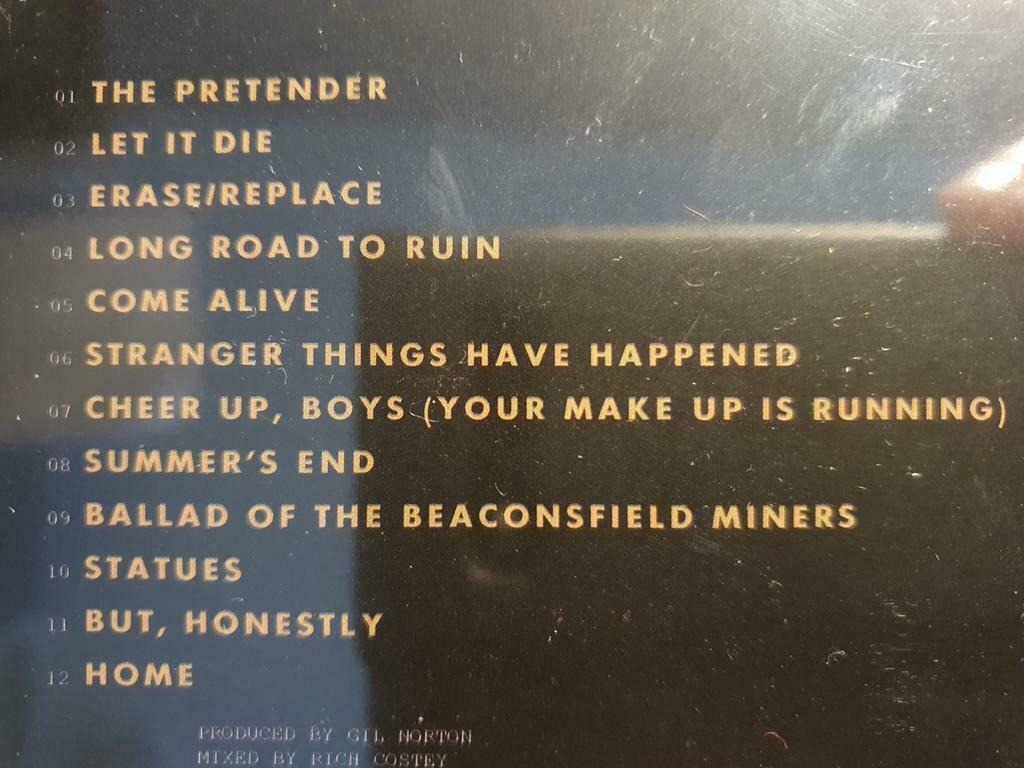 01 THE PRETENDER
02 LET IT DIE
03 ERASE/REPLACE
04 LONG ROAD TO RUIN
05 COME ALIVE
06 STRANGER THINGS HAVE HAPPENED
07 CHEER UP, BOYS (YOUR MAKE UP IS RUNNING)
08 SUMMER'S END
09 BALLAD OF THE BEACONSFIELD MINERS
10 STATUES
11 BUT, HONESTLY
12 HOME
PRODUCED BY GIL NORTON
MIXED BY RICH COSTEY